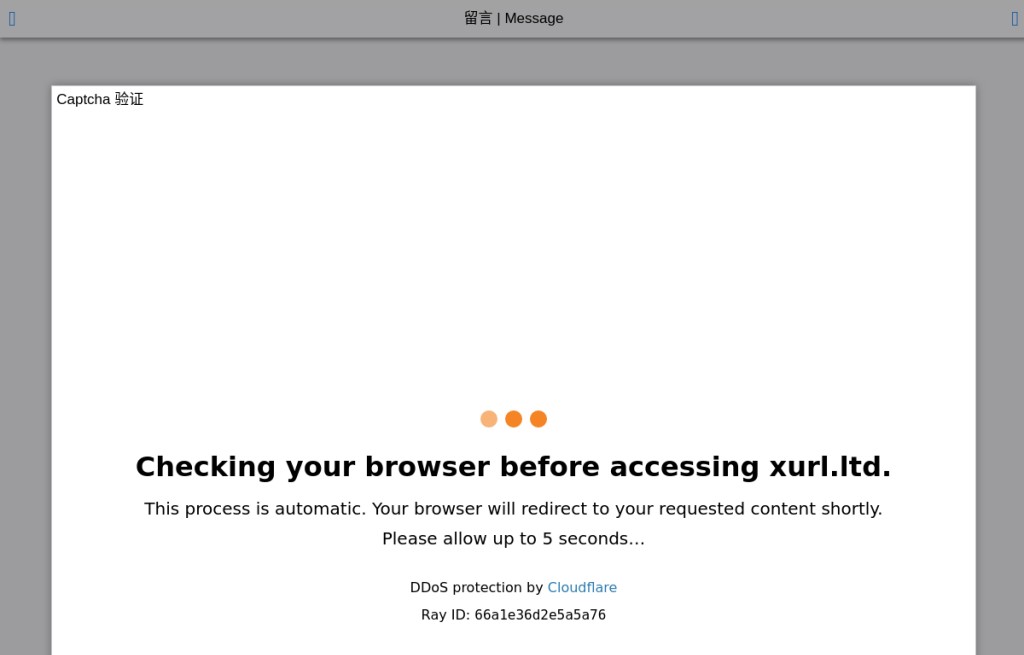 留言 | Message
Captcha 验证
Checking your browser before accessing xurl.ltd.
This process is automatic. Your browser will redirect to your requested content shortly.
Please allow up to 5 seconds...
DDoS protection by Cloudflare
Ray ID: 66a1e36d2e5a5a76